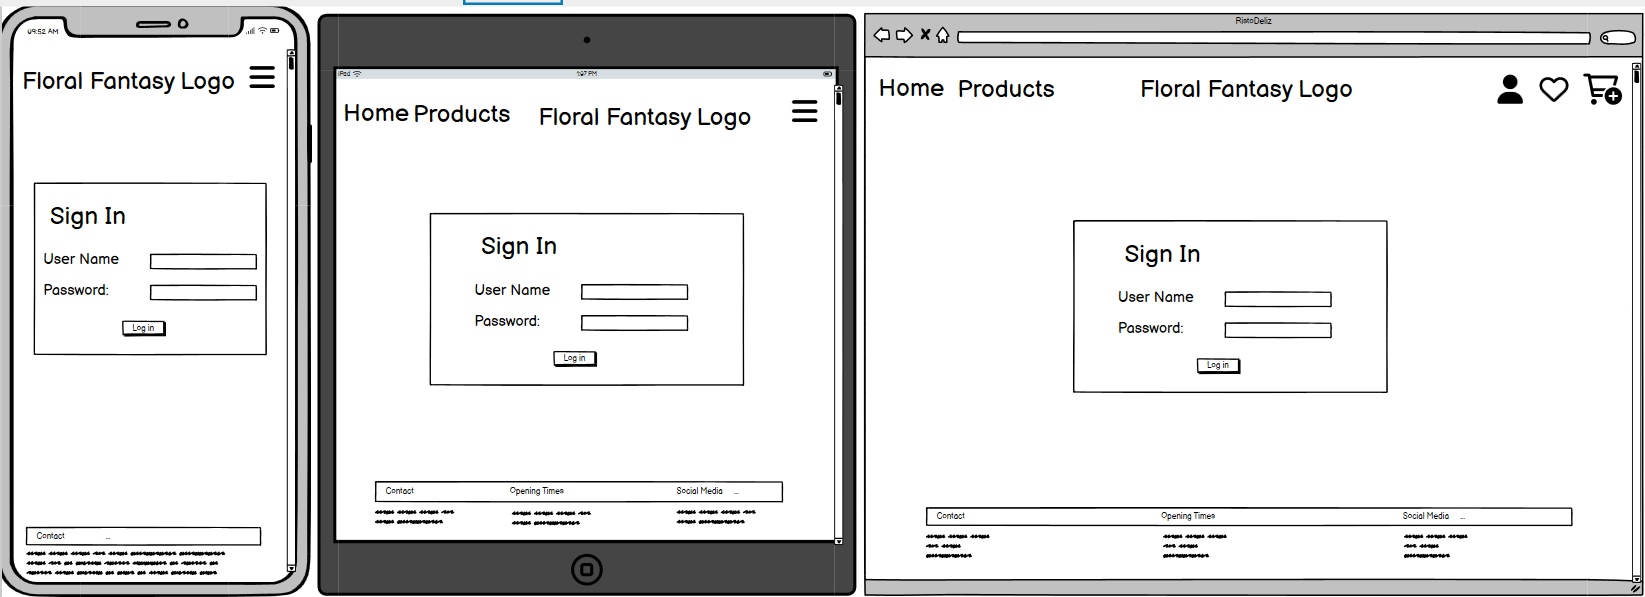 09:52 AM
Floral Fantasy Logo
Sign In
User Name
Password:
Log in
Contact ...
iPad
1:07 PM
Home Products Floral Fantasy Logo
Sign In
User Name
Password:
Log in
Contact Opening Times Social Media ...
RistoDeliz
Home Products Floral Fantasy Logo
Sign In
User Name
Password:
Log in
Contact Opening Times Social Media ...